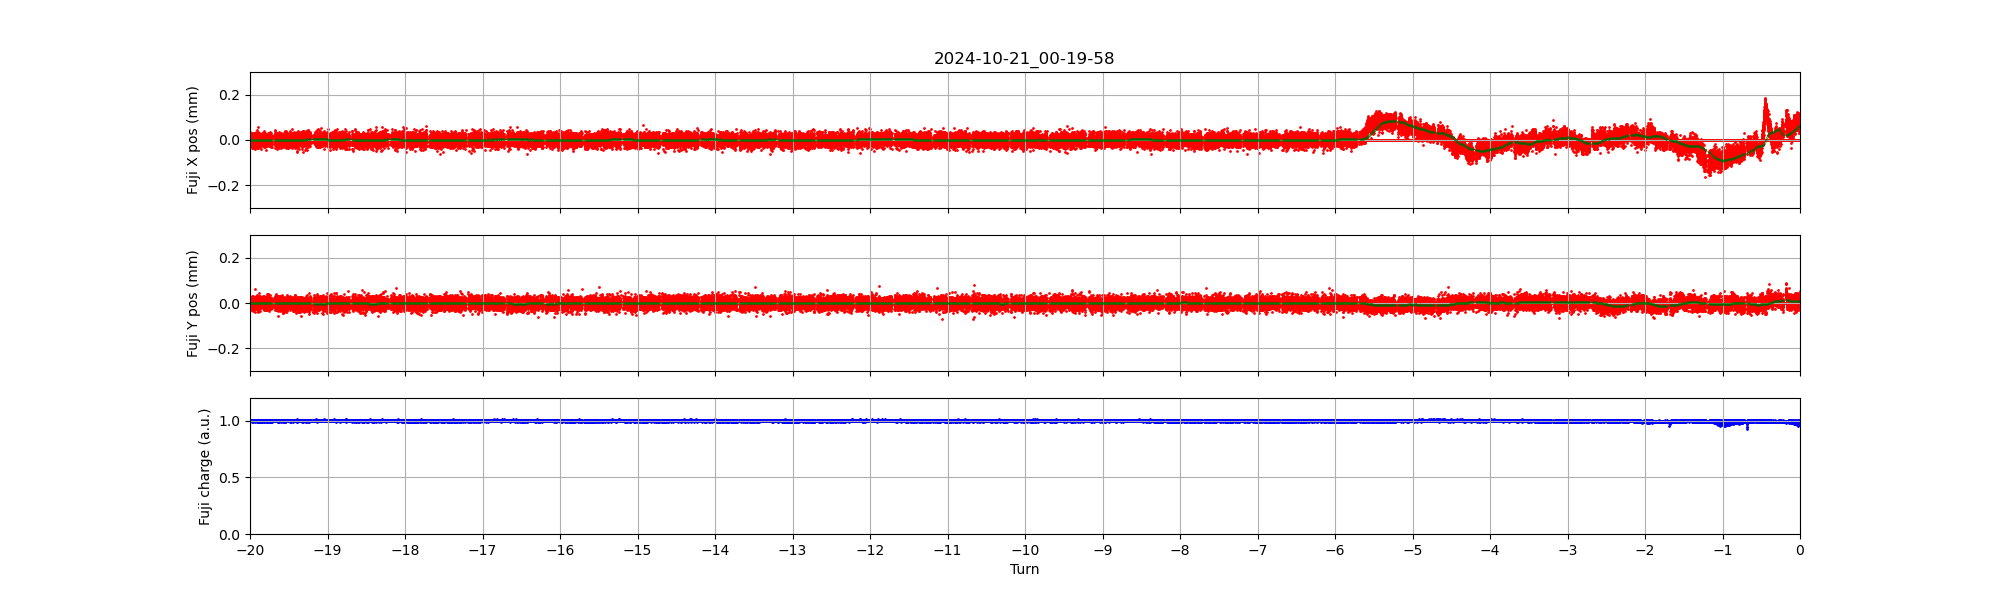 2024-10-21_00-19-58
Fuji X pos (mm)
0.2
0.0
−0.2
Fuji Y pos (mm)
0.2
0.0
−0.2
Fuji charge (a.u.)
1.0
0.5
0.0
−20 −19 −18 −17 −16 −15 −14 −13 −12 −11 −10 −9 −8 −7 −6 −5 −4 −3 −2 −1 0
Turn